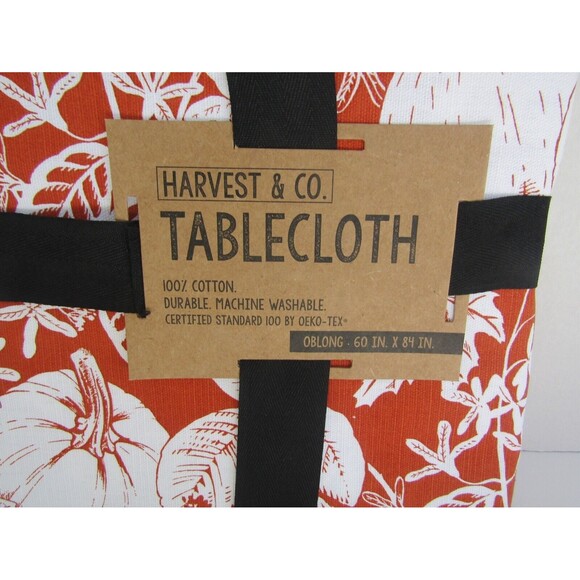 HARVEST & CO.
TABLECLOTH
100% COTTON.
DURABLE. MACHINE WASHABLE.
CERTIFIED STANDARD 100 BY OEKO-TEX®
OBLONG · 60 IN. X 84 IN.